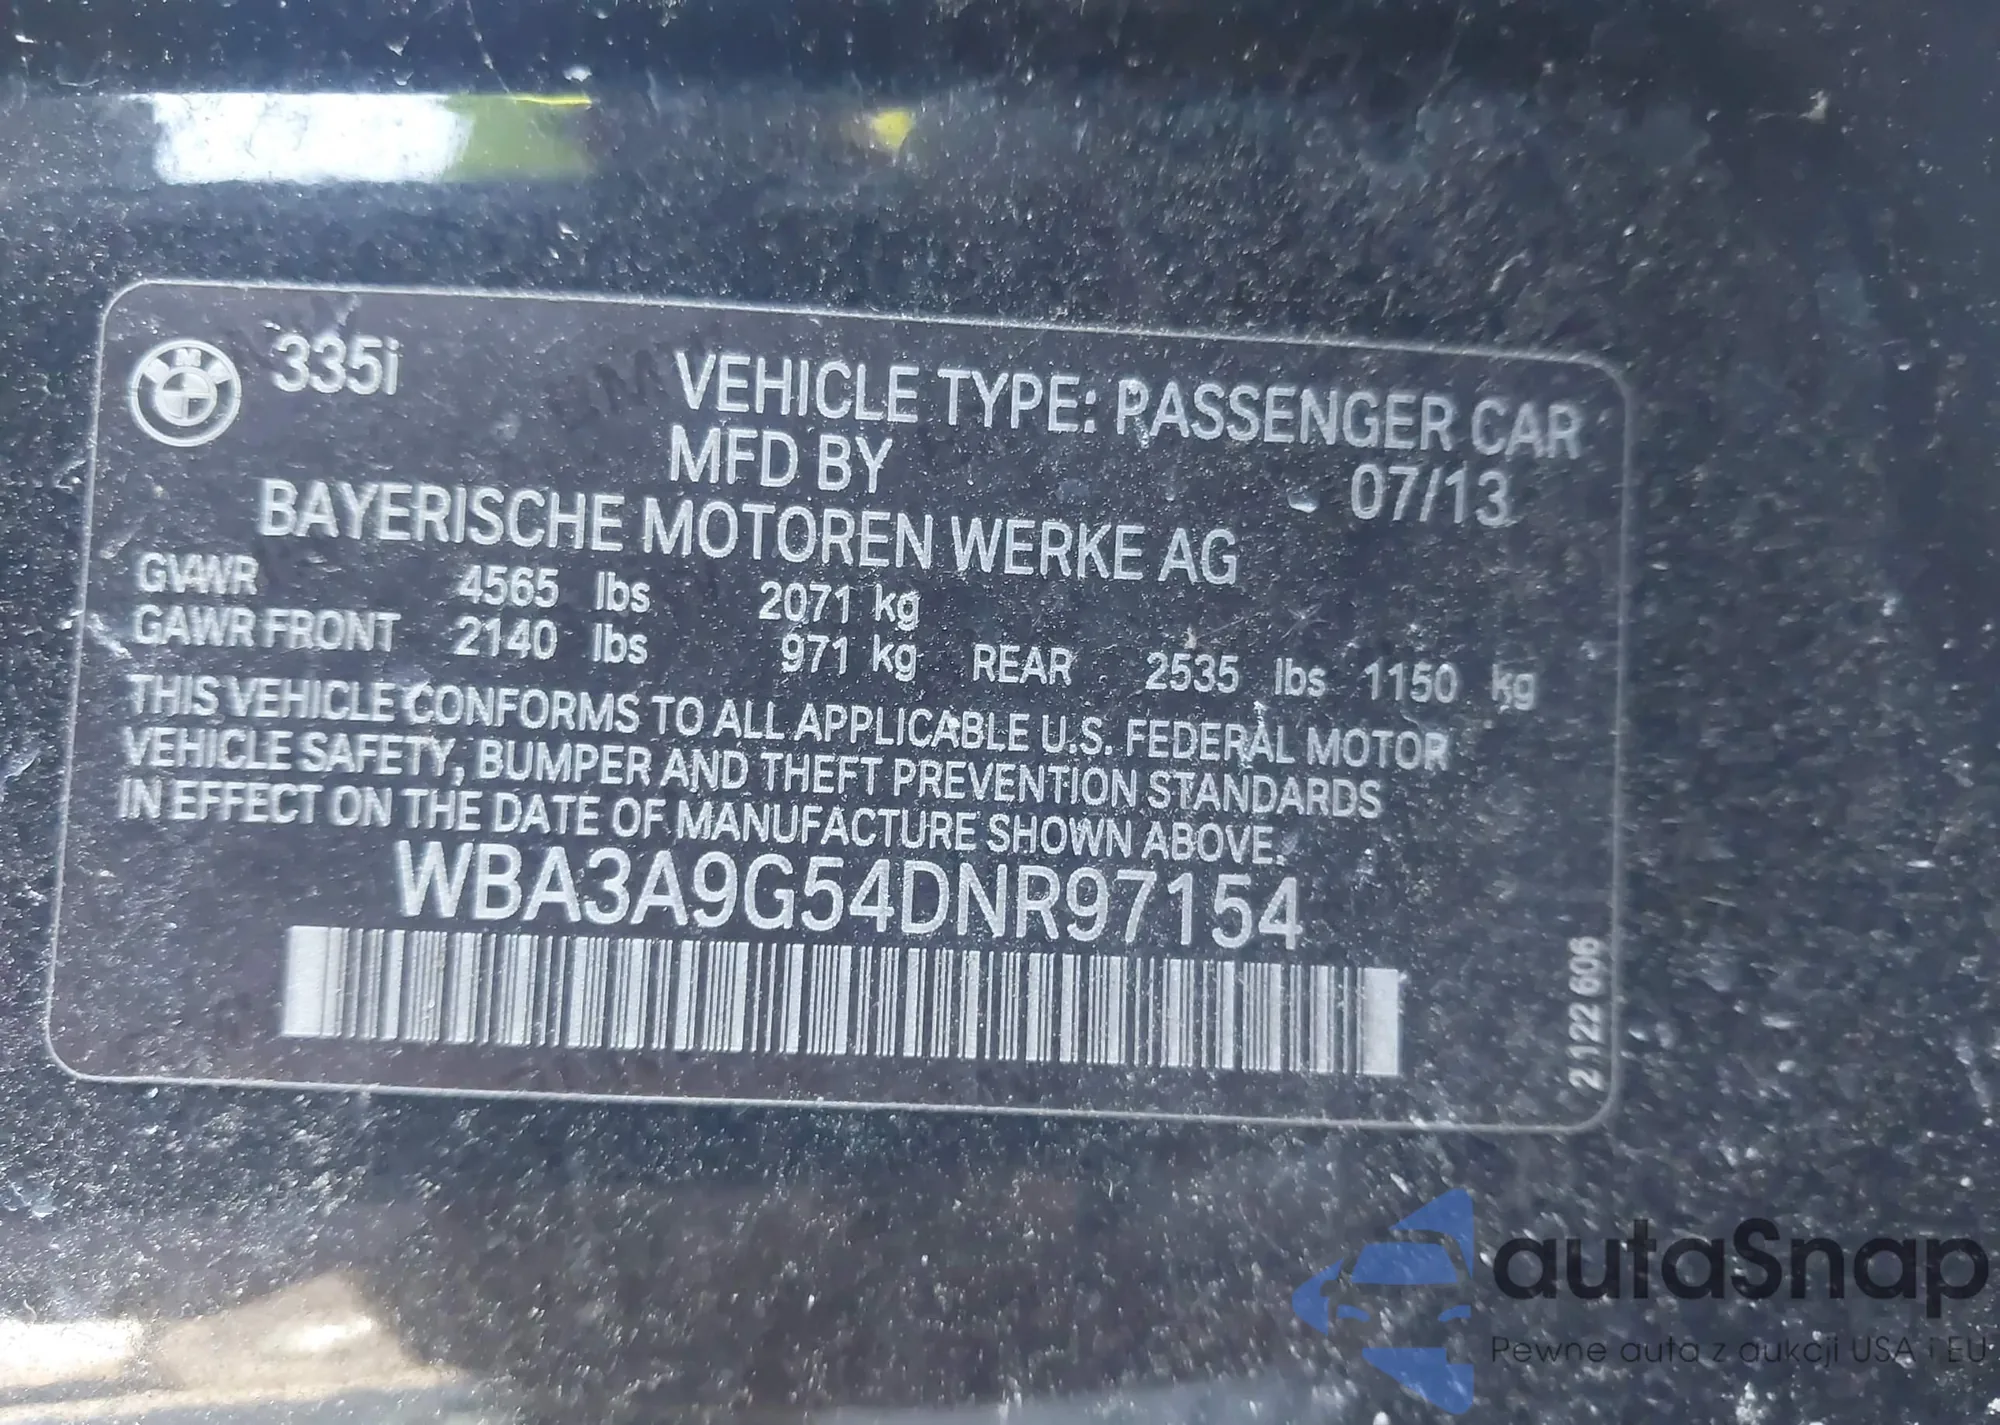 335i
VEHICLE TYPE: PASSENGER CAR
MFD BY 07/13
BAYERISCHE MOTOREN WERKE AG
GVWR 4565 lbs 2071 kg
GAWR FRONT 2140 lbs 971 kg REAR 2535 lbs 1150 kg
THIS VEHICLE CONFORMS TO ALL APPLICABLE U.S. FEDERAL MOTOR
VEHICLE SAFETY, BUMPER AND THEFT PREVENTION STANDARDS
IN EFFECT ON THE DATE OF MANUFACTURE SHOWN ABOVE.
WBA3A9G54DNR97154
2 122 606
autaSnap
Pewne auta z aukcji USA i EU